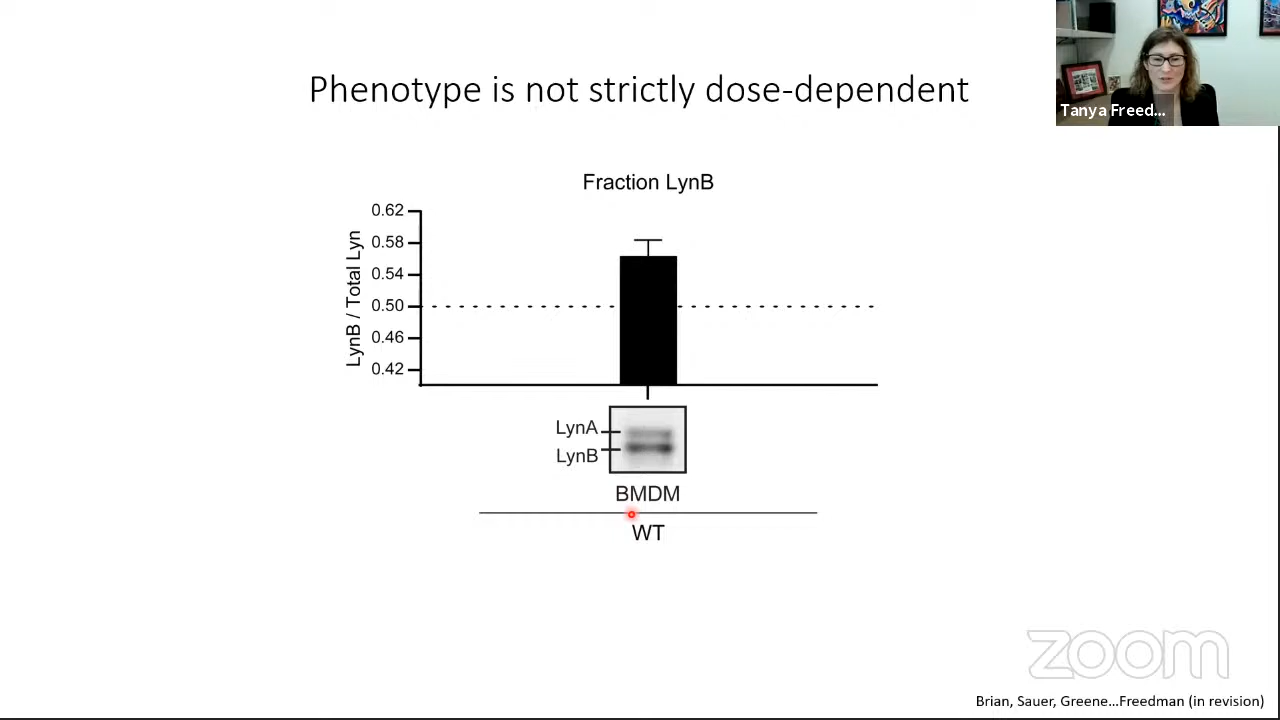 Phenotype is not strictly dose-dependent
Tanya Freed...
Fraction LynB
LynB / Total Lyn
0.62
0.58
0.54
0.50
0.46
0.42
LynA
LynB
BMDM
WT
zoom
Brian, Sauer, Greene...Freedman (in revision)